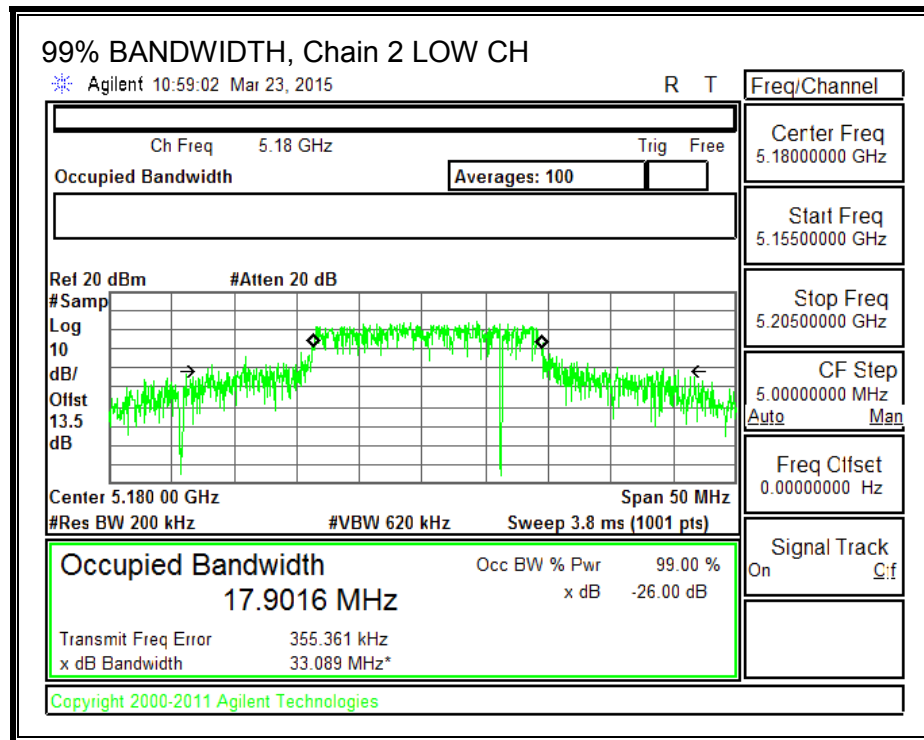 99% BANDWIDTH, Chain 2 LOW CH
Agilent 10:59:02 Mar 23, 2015 R T
Freq/Channel
Ch Freq 5.18 GHz Trig Free
Occupied Bandwidth Averages: 100
Center Freq
5.18000000 GHz
Start Freq
5.15500000 GHz
Stop Freq
5.20500000 GHz
CF Step
5.00000000 MHz
Auto Man
Freq Offset
0.00000000 Hz
Signal Track
On Off
Ref 20 dBm #Atten 20 dB
#Samp
Log
10
dB/
Offst
13.5
dB
Center 5.180 00 GHz Span 50 MHz
#Res BW 200 kHz #VBW 620 kHz Sweep 3.8 ms (1001 pts)
Occupied Bandwidth
17.9016 MHz
Occ BW % Pwr 99.00 %
x dB -26.00 dB
Transmit Freq Error 355.361 kHz
x dB Bandwidth 33.089 MHz*
Copyright 2000-2011 Agilent Technologies